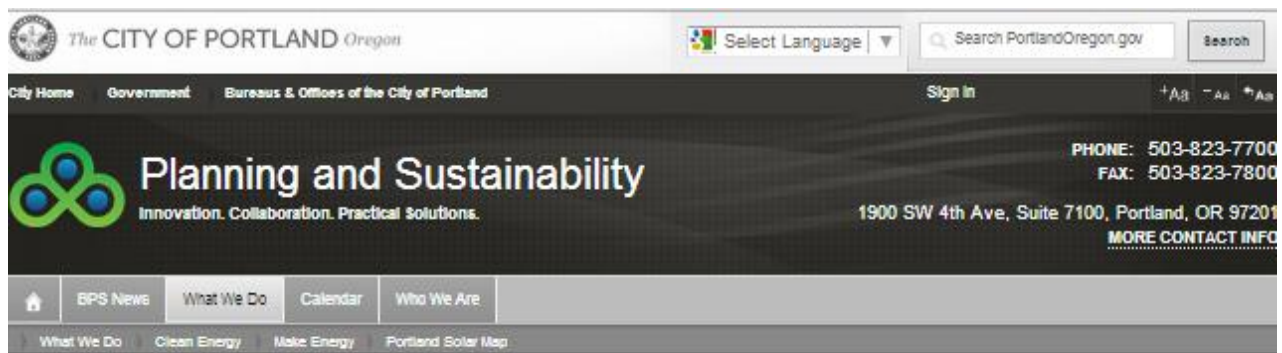 The CITY OF PORTLAND Oregon
Select Language ▼
Search PortlandOregon.gov
Search
City Home Government Bureaus & Offices of the City of Portland
Sign In
+Aa -Aa Aa
Planning and Sustainability
Innovation. Collaboration. Practical Solutions.
PHONE: 503-823-7700
FAX: 503-823-7800
1900 SW 4th Ave, Suite 7100, Portland, OR 97201
MORE CONTACT INFO
BPS News What We Do Calendar Who We Are
What We Do Clean Energy Make Energy Portland Solar Map